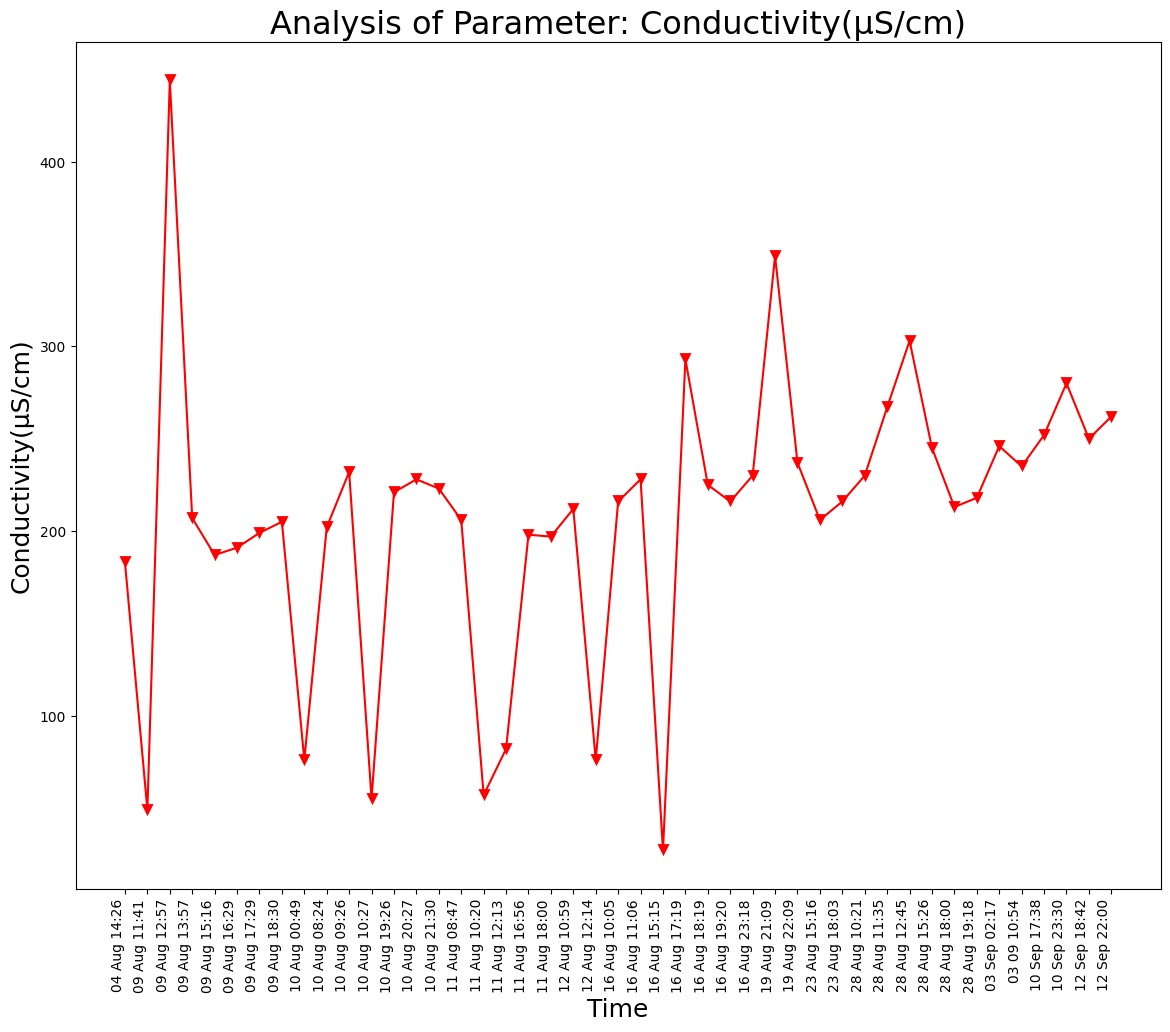 Analysis of Parameter: Conductivity(µS/cm)
Conductivity(µS/cm)
400
300
200
100
04 Aug 14:26
09 Aug 11:41
09 Aug 12:57
09 Aug 13:57
09 Aug 15:16
09 Aug 16:29
09 Aug 17:29
09 Aug 18:30
10 Aug 00:49
10 Aug 08:24
10 Aug 09:26
10 Aug 10:27
10 Aug 19:26
10 Aug 20:27
10 Aug 21:30
11 Aug 08:47
11 Aug 10:20
11 Aug 12:13
11 Aug 16:56
11 Aug 18:00
12 Aug 10:59
12 Aug 12:14
16 Aug 10:05
16 Aug 11:06
16 Aug 15:15
16 Aug 17:19
16 Aug 18:19
16 Aug 19:20
16 Aug 23:18
19 Aug 21:09
19 Aug 22:09
23 Aug 15:16
23 Aug 18:03
28 Aug 10:21
28 Aug 11:35
28 Aug 12:45
28 Aug 15:26
28 Aug 18:00
28 Aug 19:18
03 Sep 02:17
03 09 10:54
10 Sep 17:38
10 Sep 23:30
12 Sep 18:42
12 Sep 22:00
Time